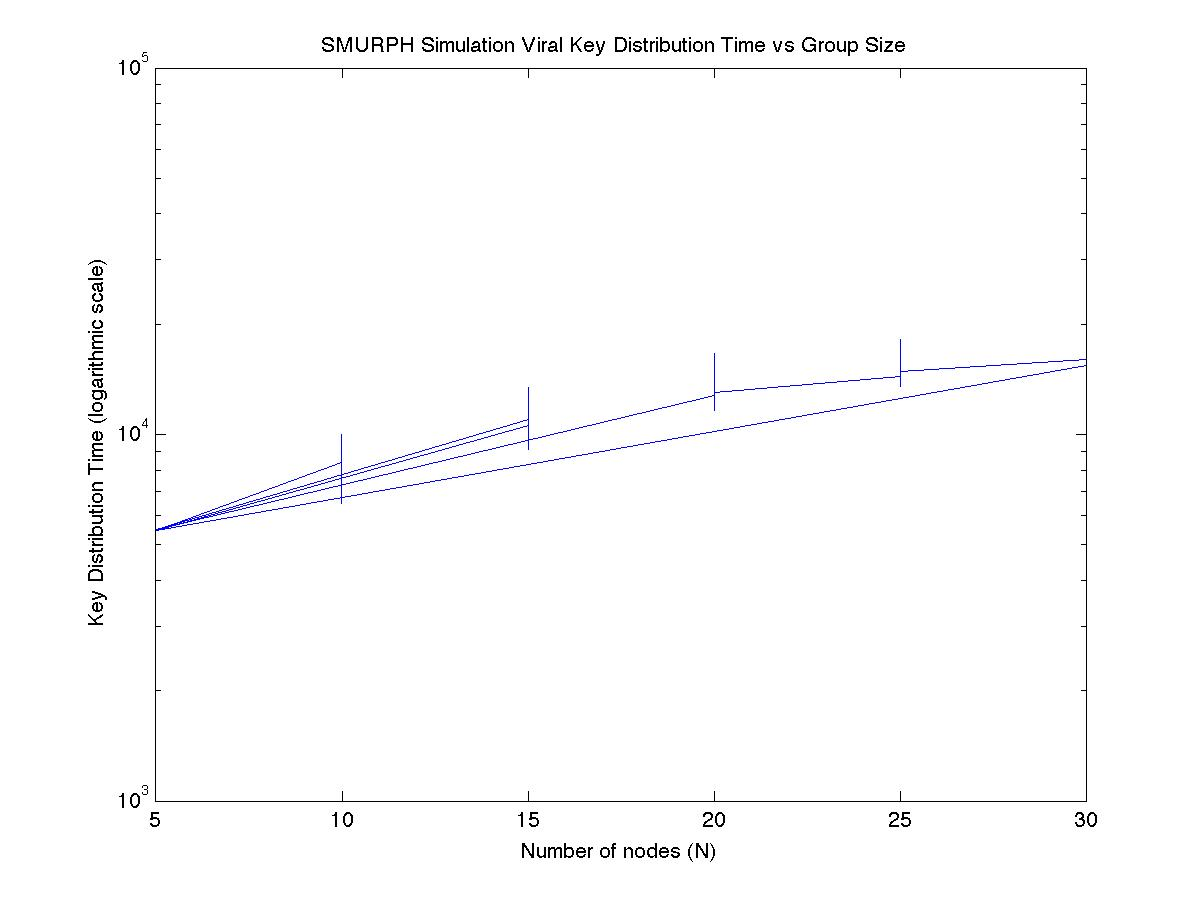 SMURPH Simulation Viral Key Distribution Time vs Group Size
10^5
10^4
10^3
Key Distribution Time (logarithmic scale)
5 10 15 20 25 30
Number of nodes (N)